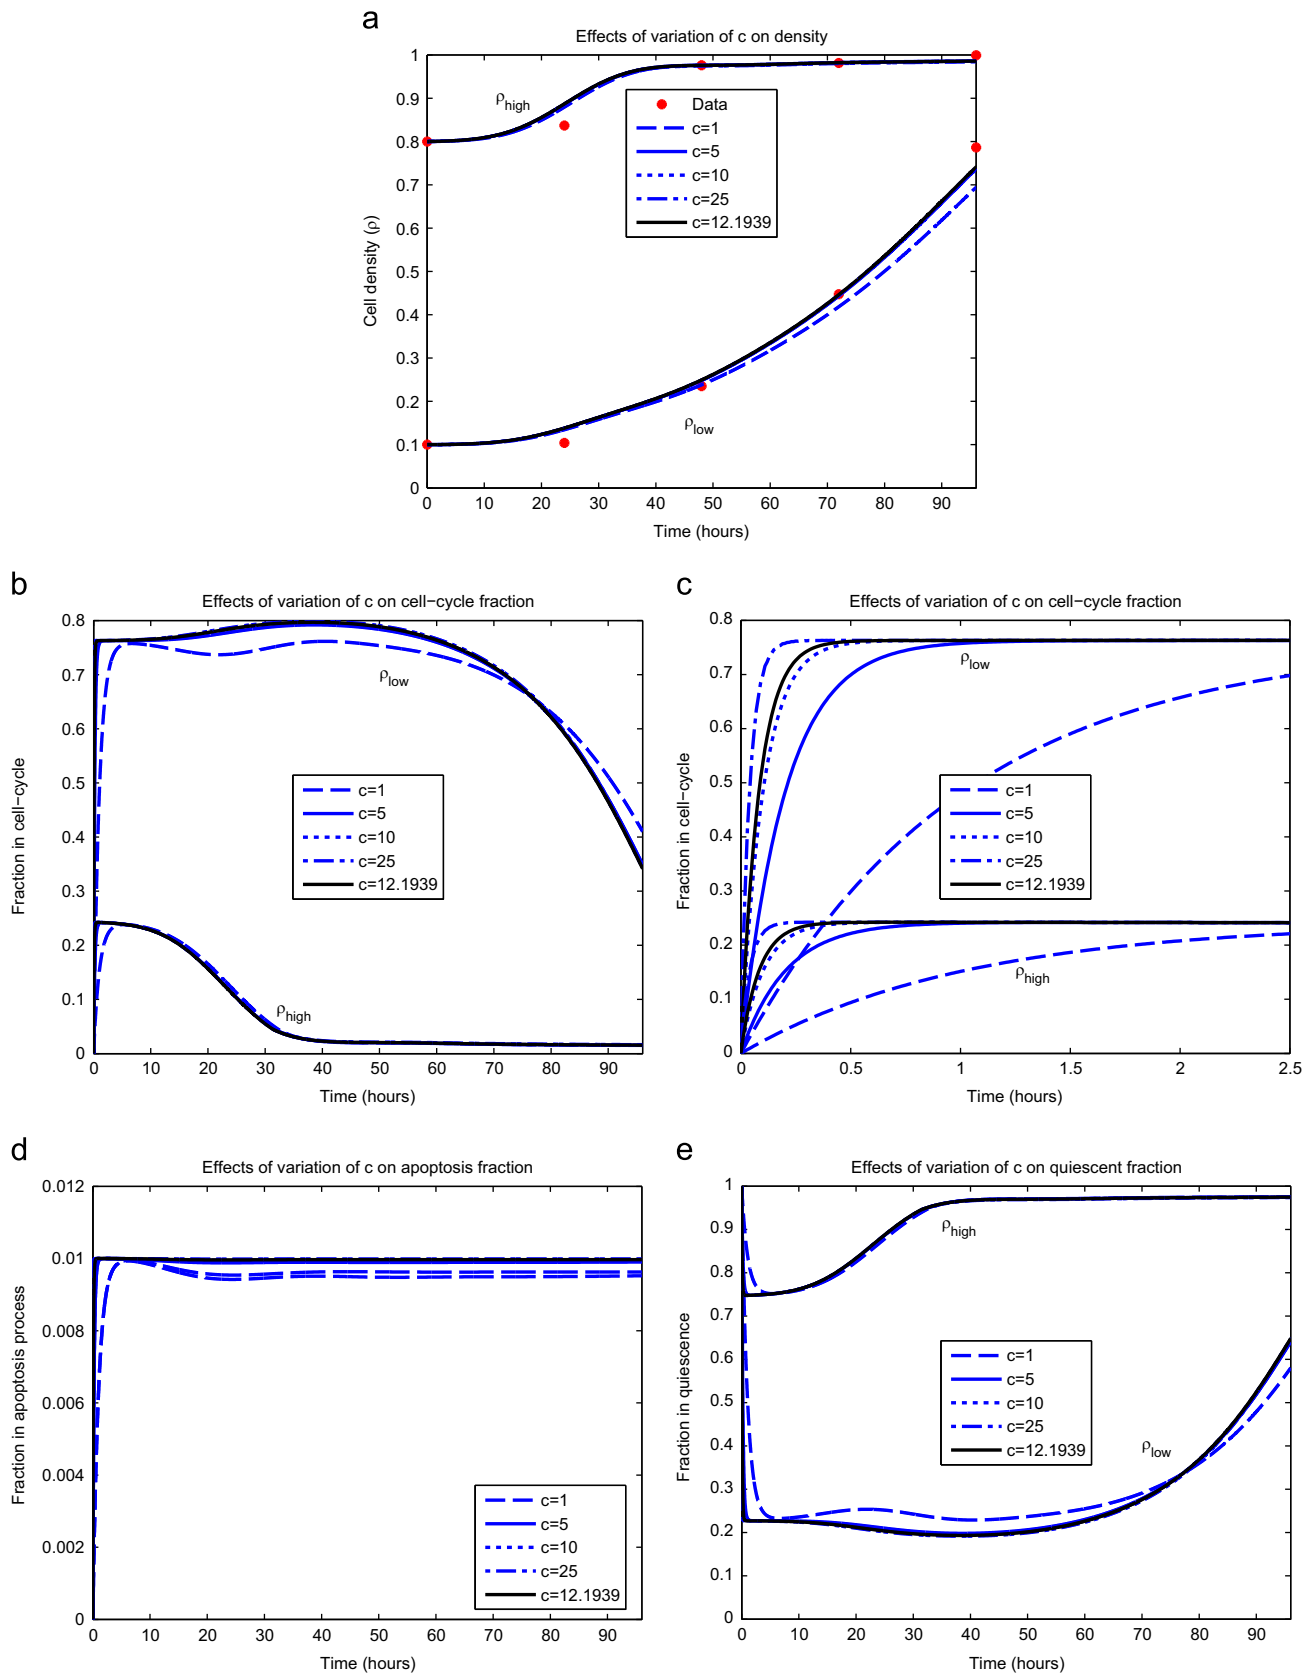 a
Effects of variation of c on density
1
0.9
0.8
0.7
0.6
0.5
0.4
0.3
0.2
0.1
0
Cell density (ρ)
ρhigh
Data
c=1
c=5
c=10
c=25
c=12.1939
ρlow
0 10 20 30 40 50 60 70 80 90
Time (hours)
b
Effects of variation of c on cell−cycle fraction
0.8
0.7
0.6
0.5
0.4
0.3
0.2
0.1
0
Fraction in cell−cycle
ρlow
c=1
c=5
c=10
c=25
c=12.1939
ρhigh
0 10 20 30 40 50 60 70 80 90
Time (hours)
c
Effects of variation of c on cell−cycle fraction
0.8
0.7
0.6
0.5
0.4
0.3
0.2
0.1
0
Fraction in cell−cycle
ρlow
c=1
c=5
c=10
c=25
c=12.1939
ρhigh
0 0.5 1 1.5 2 2.5
Time (hours)
d
Effects of variation of c on apoptosis fraction
0.012
0.01
0.008
0.006
0.004
0.002
0
Fraction in apoptosis process
c=1
c=5
c=10
c=25
c=12.1939
0 10 20 30 40 50 60 70 80 90
Time (hours)
e
Effects of variation of c on quiescent fraction
1
0.9
0.8
0.7
0.6
0.5
0.4
0.3
0.2
0.1
0
Fraction in quiescence
ρhigh
c=1
c=5
c=10
c=25
c=12.1939
ρlow
0 10 20 30 40 50 60 70 80 90
Time (hours)